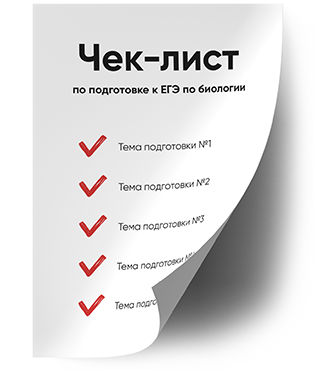 Чек-лист
по подготовке к ЕГЭ по биологии
Тема подготовки №1
Тема подготовки №2
Тема подготовки №3
Тема подготовки
Тема